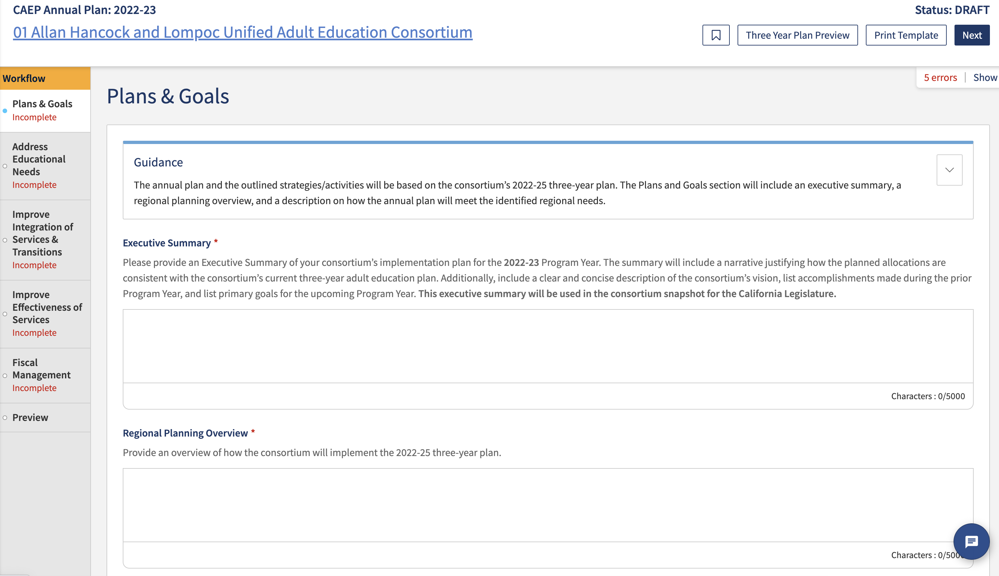 CAEP Annual Plan: 2022-23
Status: DRAFT
01 Allan Hancock and Lompoc Unified Adult Education Consortium
Three Year Plan Preview
Print Template
Next
Workflow
5 errors
Show
Plans & Goals
Incomplete
Address
Educational
Needs
Incomplete
Improve
Integration of
Services &
Transitions
Incomplete
Improve
Effectiveness of
Services
Incomplete
Fiscal
Management
Incomplete
Preview
Plans & Goals
Guidance
The annual plan and the outlined strategies/activities will be based on the consortium’s 2022-25 three-year plan. The Plans and Goals section will include an executive summary, a
regional planning overview, and a description on how the annual plan will meet the identified regional needs.
Executive Summary *
Please provide an Executive Summary of your consortium’s implementation plan for the 2022-23 Program Year. The summary will include a narrative justifying how the planned allocations are
consistent with the consortium’s current three-year adult education plan. Additionally, include a clear and concise description of the consortium’s vision, list accomplishments made during the prior
Program Year, and list primary goals for the upcoming Program Year. This executive summary will be used in the consortium snapshot for the California Legislature.
Characters : 0/5000
Regional Planning Overview *
Provide an overview of how the consortium will implement the 2022-25 three-year plan.
Characters : 0/500